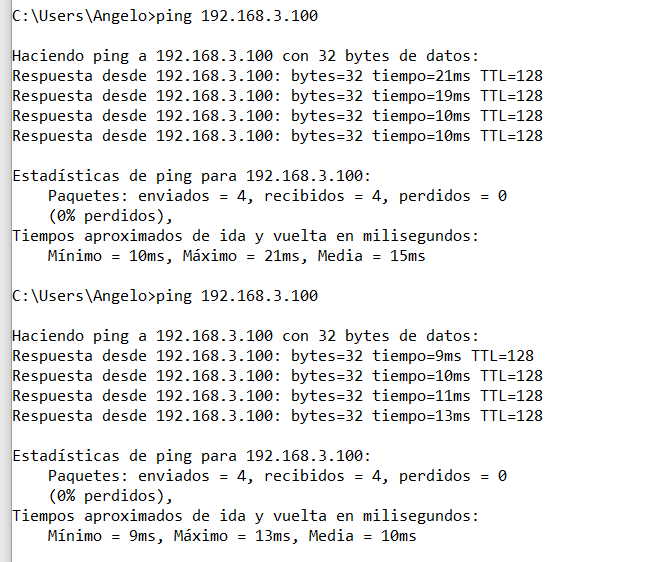 C:\Users\Angelo>ping 192.168.3.100
Haciendo ping a 192.168.3.100 con 32 bytes de datos:
Respuesta desde 192.168.3.100: bytes=32 tiempo=21ms TTL=128
Respuesta desde 192.168.3.100: bytes=32 tiempo=19ms TTL=128
Respuesta desde 192.168.3.100: bytes=32 tiempo=10ms TTL=128
Respuesta desde 192.168.3.100: bytes=32 tiempo=10ms TTL=128
Estadísticas de ping para 192.168.3.100:
    Paquetes: enviados = 4, recibidos = 4, perdidos = 0
    (0% perdidos),
Tiempos aproximados de ida y vuelta en milisegundos:
    Mínimo = 10ms, Máximo = 21ms, Media = 15ms
C:\Users\Angelo>ping 192.168.3.100
Haciendo ping a 192.168.3.100 con 32 bytes de datos:
Respuesta desde 192.168.3.100: bytes=32 tiempo=9ms TTL=128
Respuesta desde 192.168.3.100: bytes=32 tiempo=10ms TTL=128
Respuesta desde 192.168.3.100: bytes=32 tiempo=11ms TTL=128
Respuesta desde 192.168.3.100: bytes=32 tiempo=13ms TTL=128
Estadísticas de ping para 192.168.3.100:
    Paquetes: enviados = 4, recibidos = 4, perdidos = 0
    (0% perdidos),
Tiempos aproximados de ida y vuelta en milisegundos:
    Mínimo = 9ms, Máximo = 13ms, Media = 10ms